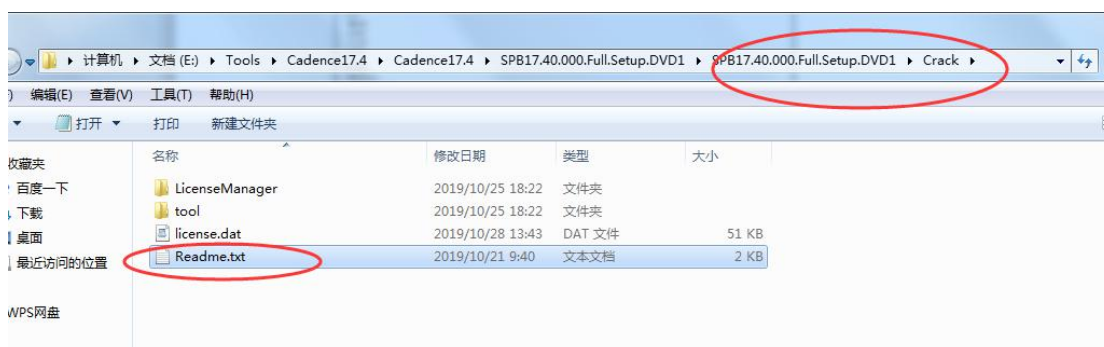 计算机 ▸ 文档 (E:) ▸ Tools ▸ Cadence17.4 ▸ Cadence17.4 ▸ SPB17.40.000.Full.Setup.DVD1 ▸ SPB17.40.000.Full.Setup.DVD1 ▸ Crack ▸
编辑(E) 查看(V) 工具(T) 帮助(H)
打开 打印 新建文件夹
收藏夹 名称 修改日期 类型 大小
百度一下 LicenseManager 2019/10/25 18:22 文件夹
下载 tool 2019/10/25 18:22 文件夹
桌面 license.dat 2019/10/28 13:43 DAT 文件 51 KB
最近访问的位置 Readme.txt 2019/10/21 9:40 文本文档 2 KB
WPS网盘